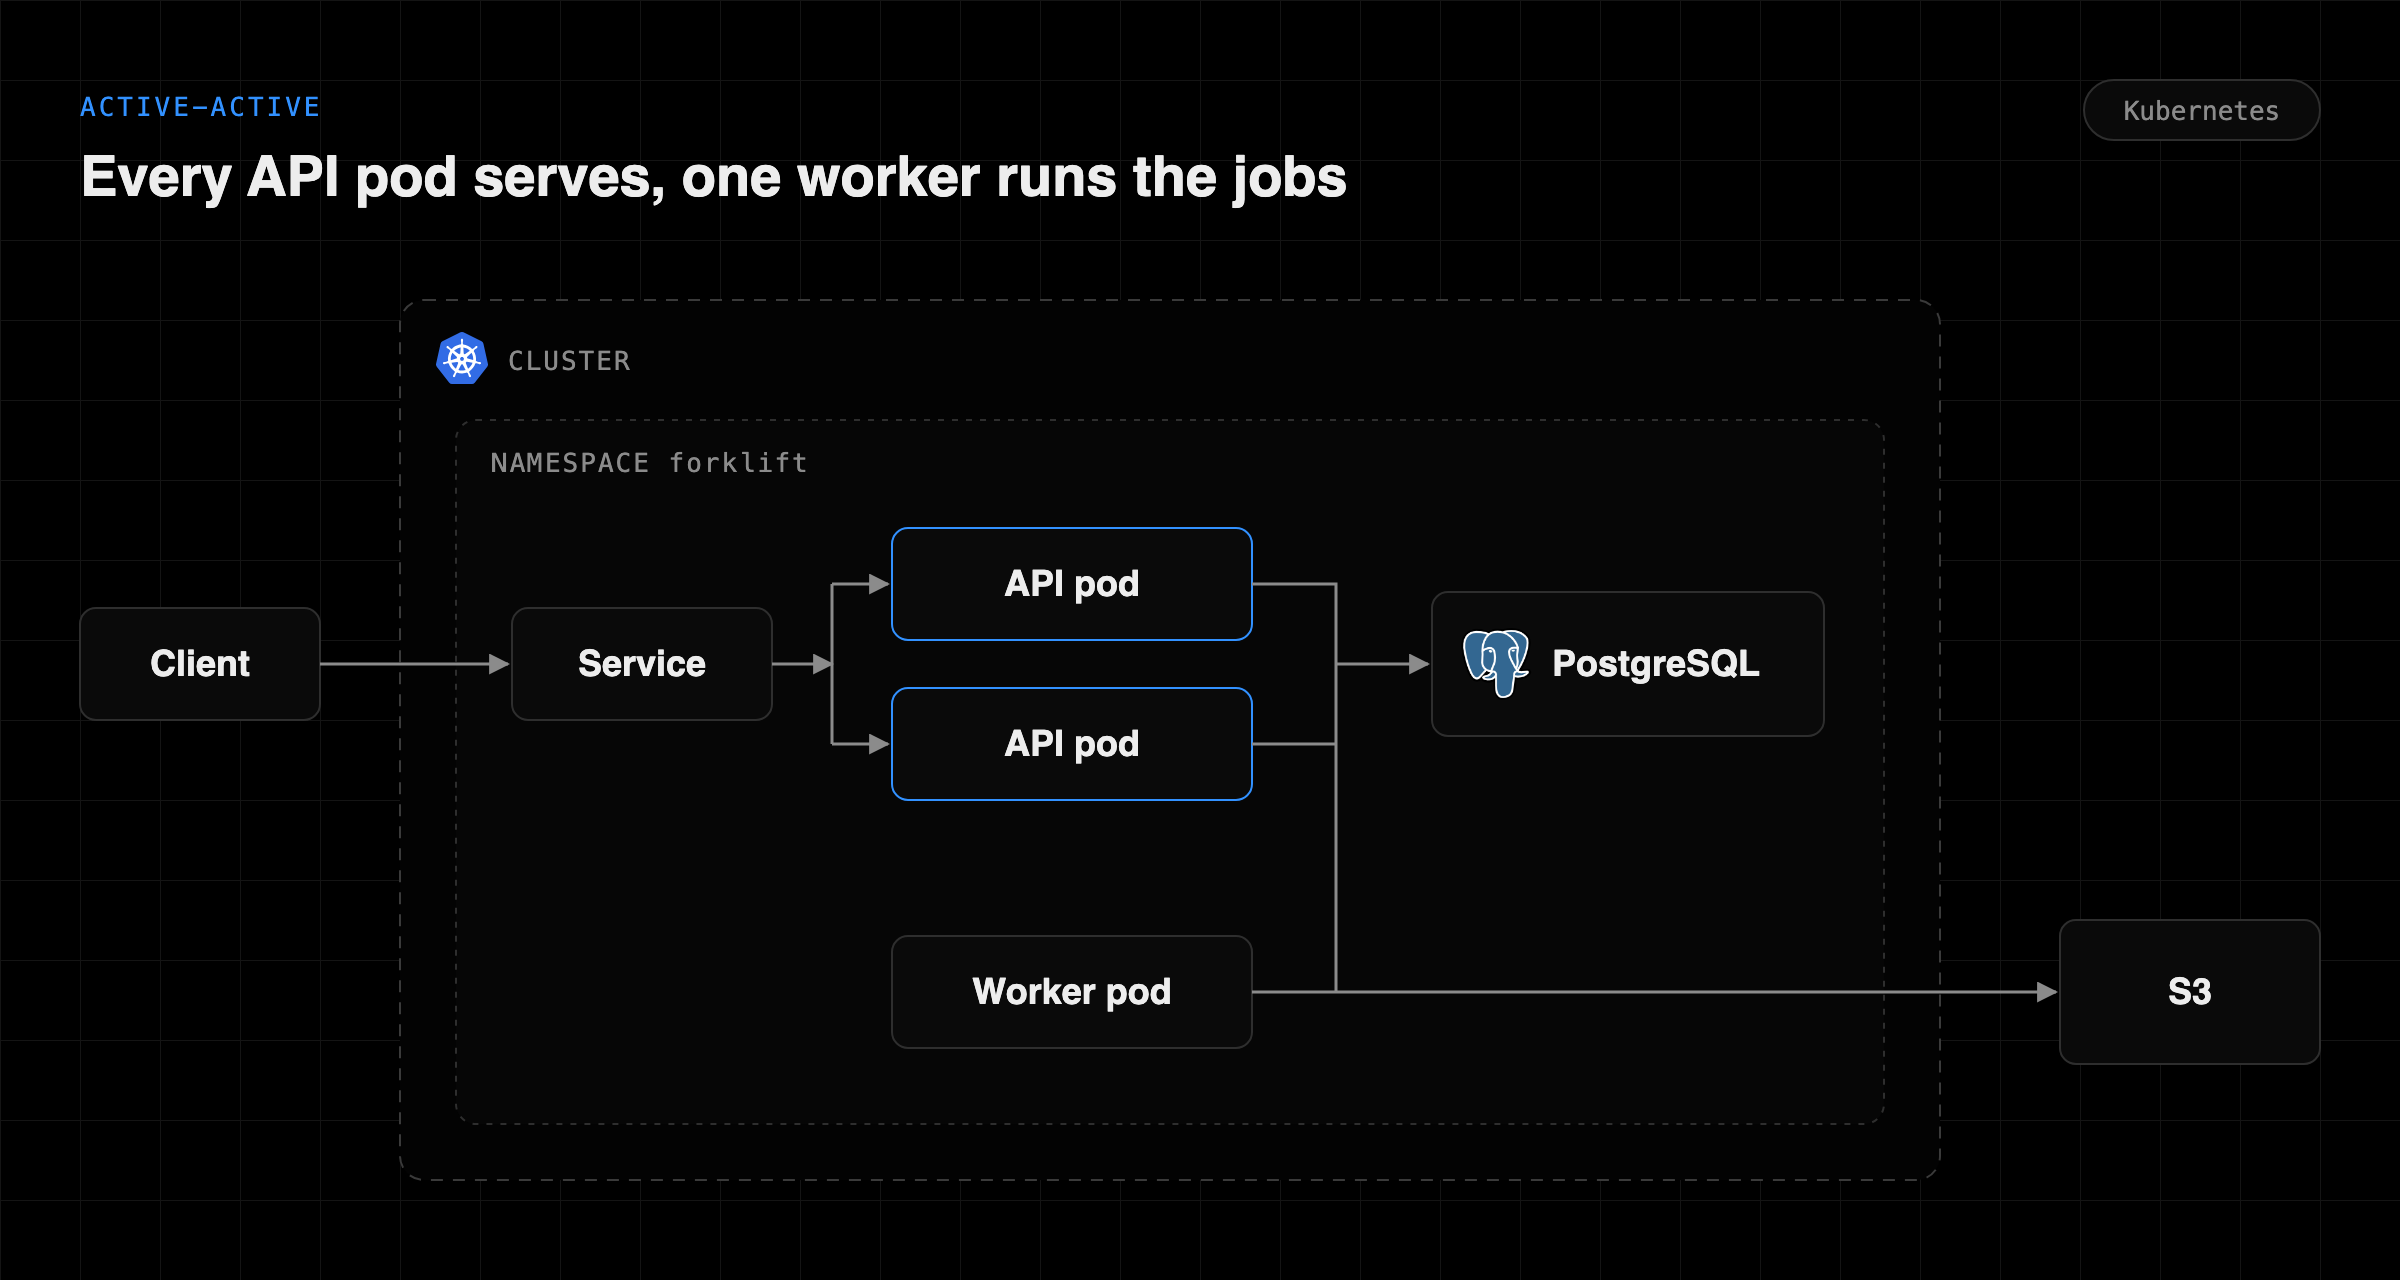 ACTIVE–ACTIVE
Kubernetes
Every API pod serves, one worker runs the jobs
CLUSTER
NAMESPACE forklift
API pod
Client
Service
PostgreSQL
API pod
Worker pod
S3